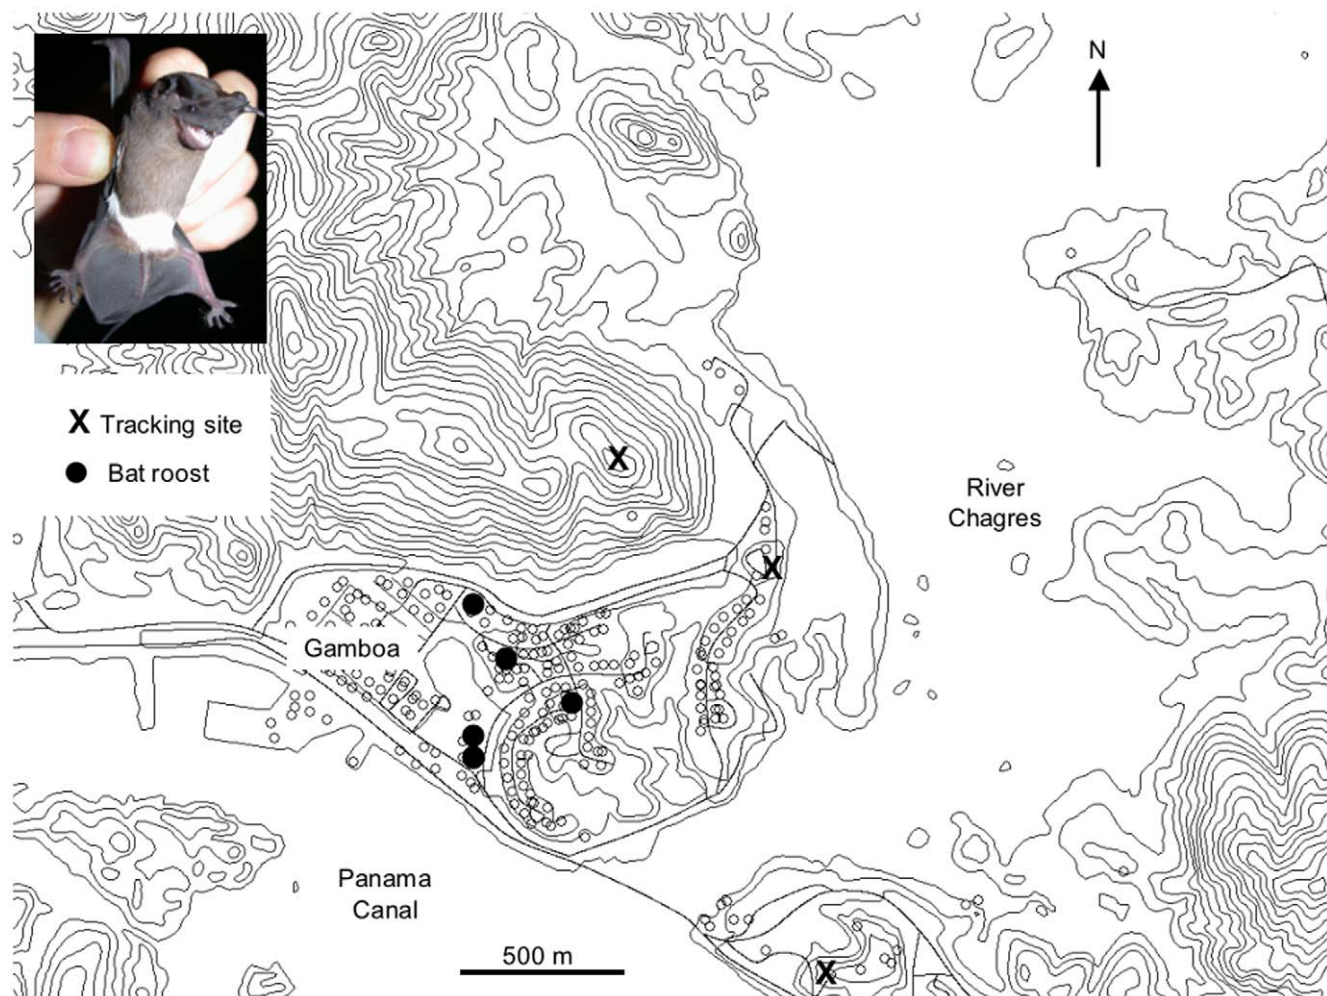 N
X Tracking site
Bat roost
X
River
Chagres
X
Gamboa
Panama
Canal
500 m
X